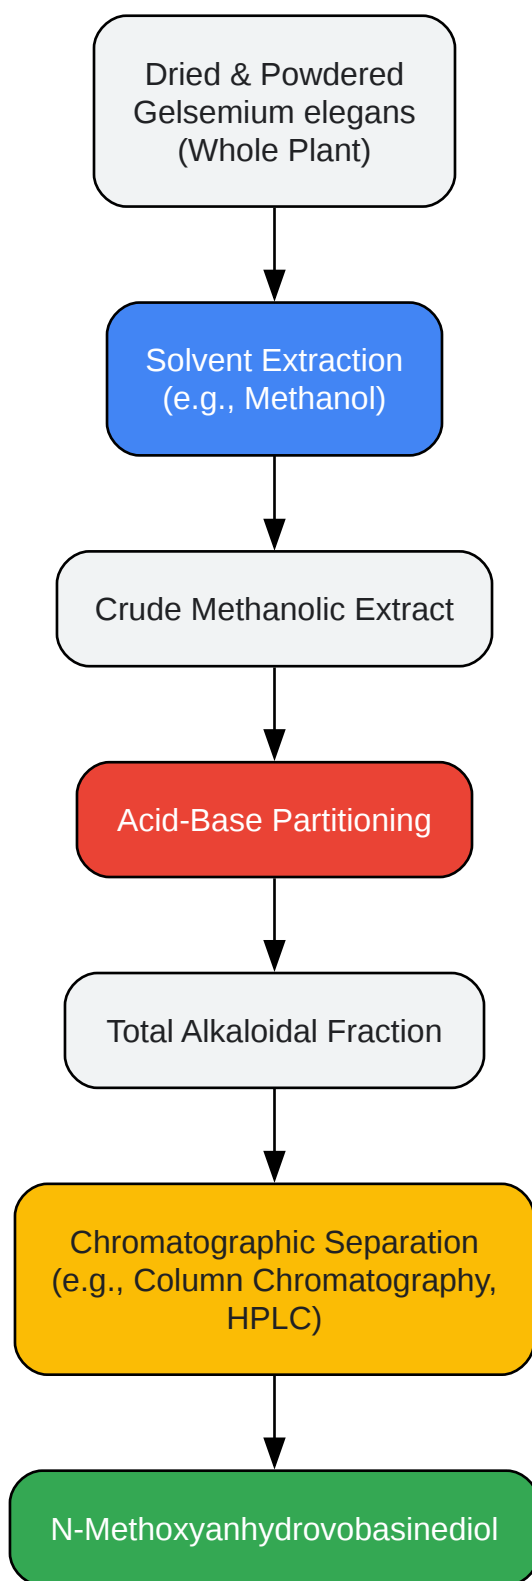 Dried & Powdered
Gelsemium elegans
(Whole Plant)
Solvent Extraction
(e.g., Methanol)
Crude Methanolic Extract
Acid-Base Partitioning
Total Alkaloidal Fraction
Chromatographic Separation
(e.g., Column Chromatography,
HPLC)
N-Methoxyanhydrovobasinediol